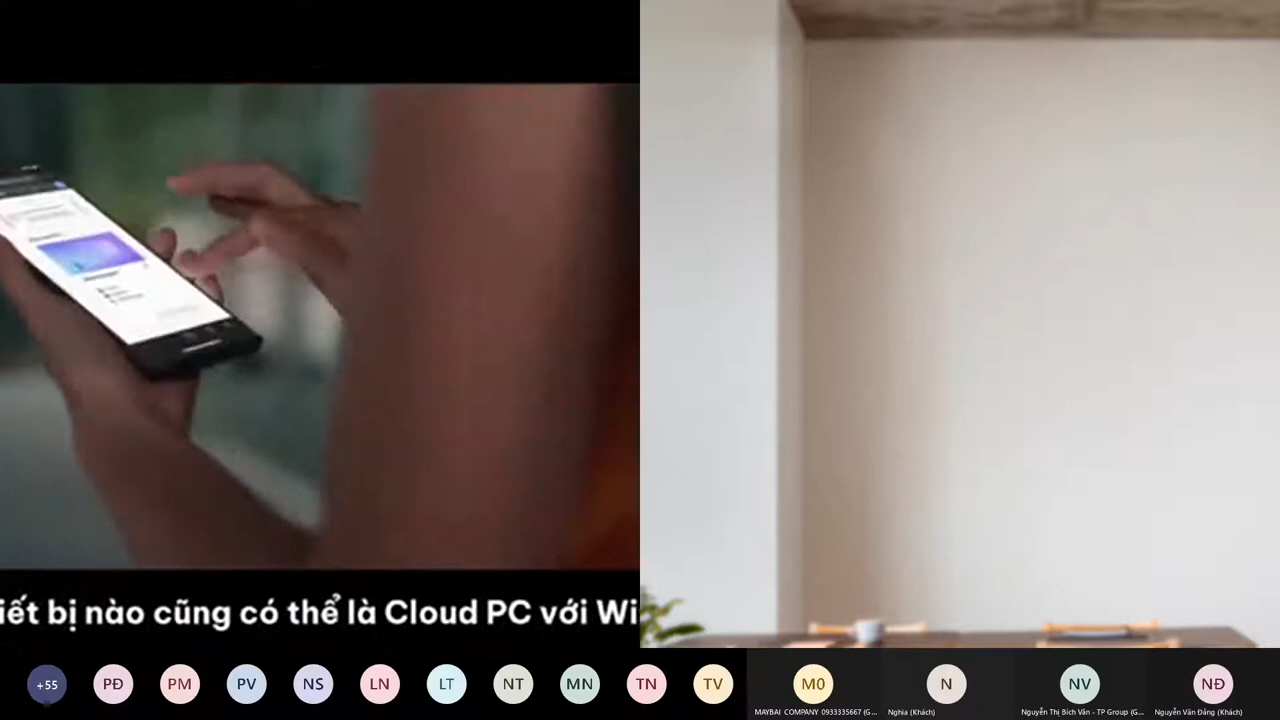 iết bị nào cũng có thể là Cloud PC với Wi
+55
PĐ
PM
PV
NS
LN
LT
NT
MN
TN
TV
M0
N
NV
NĐ
MAYBAI COMPANY 0933335667 (G...
Nghia (Khách)
Nguyễn Thị Bích Vân - TP Group (G...
Nguyễn Văn Đảng (Khách)